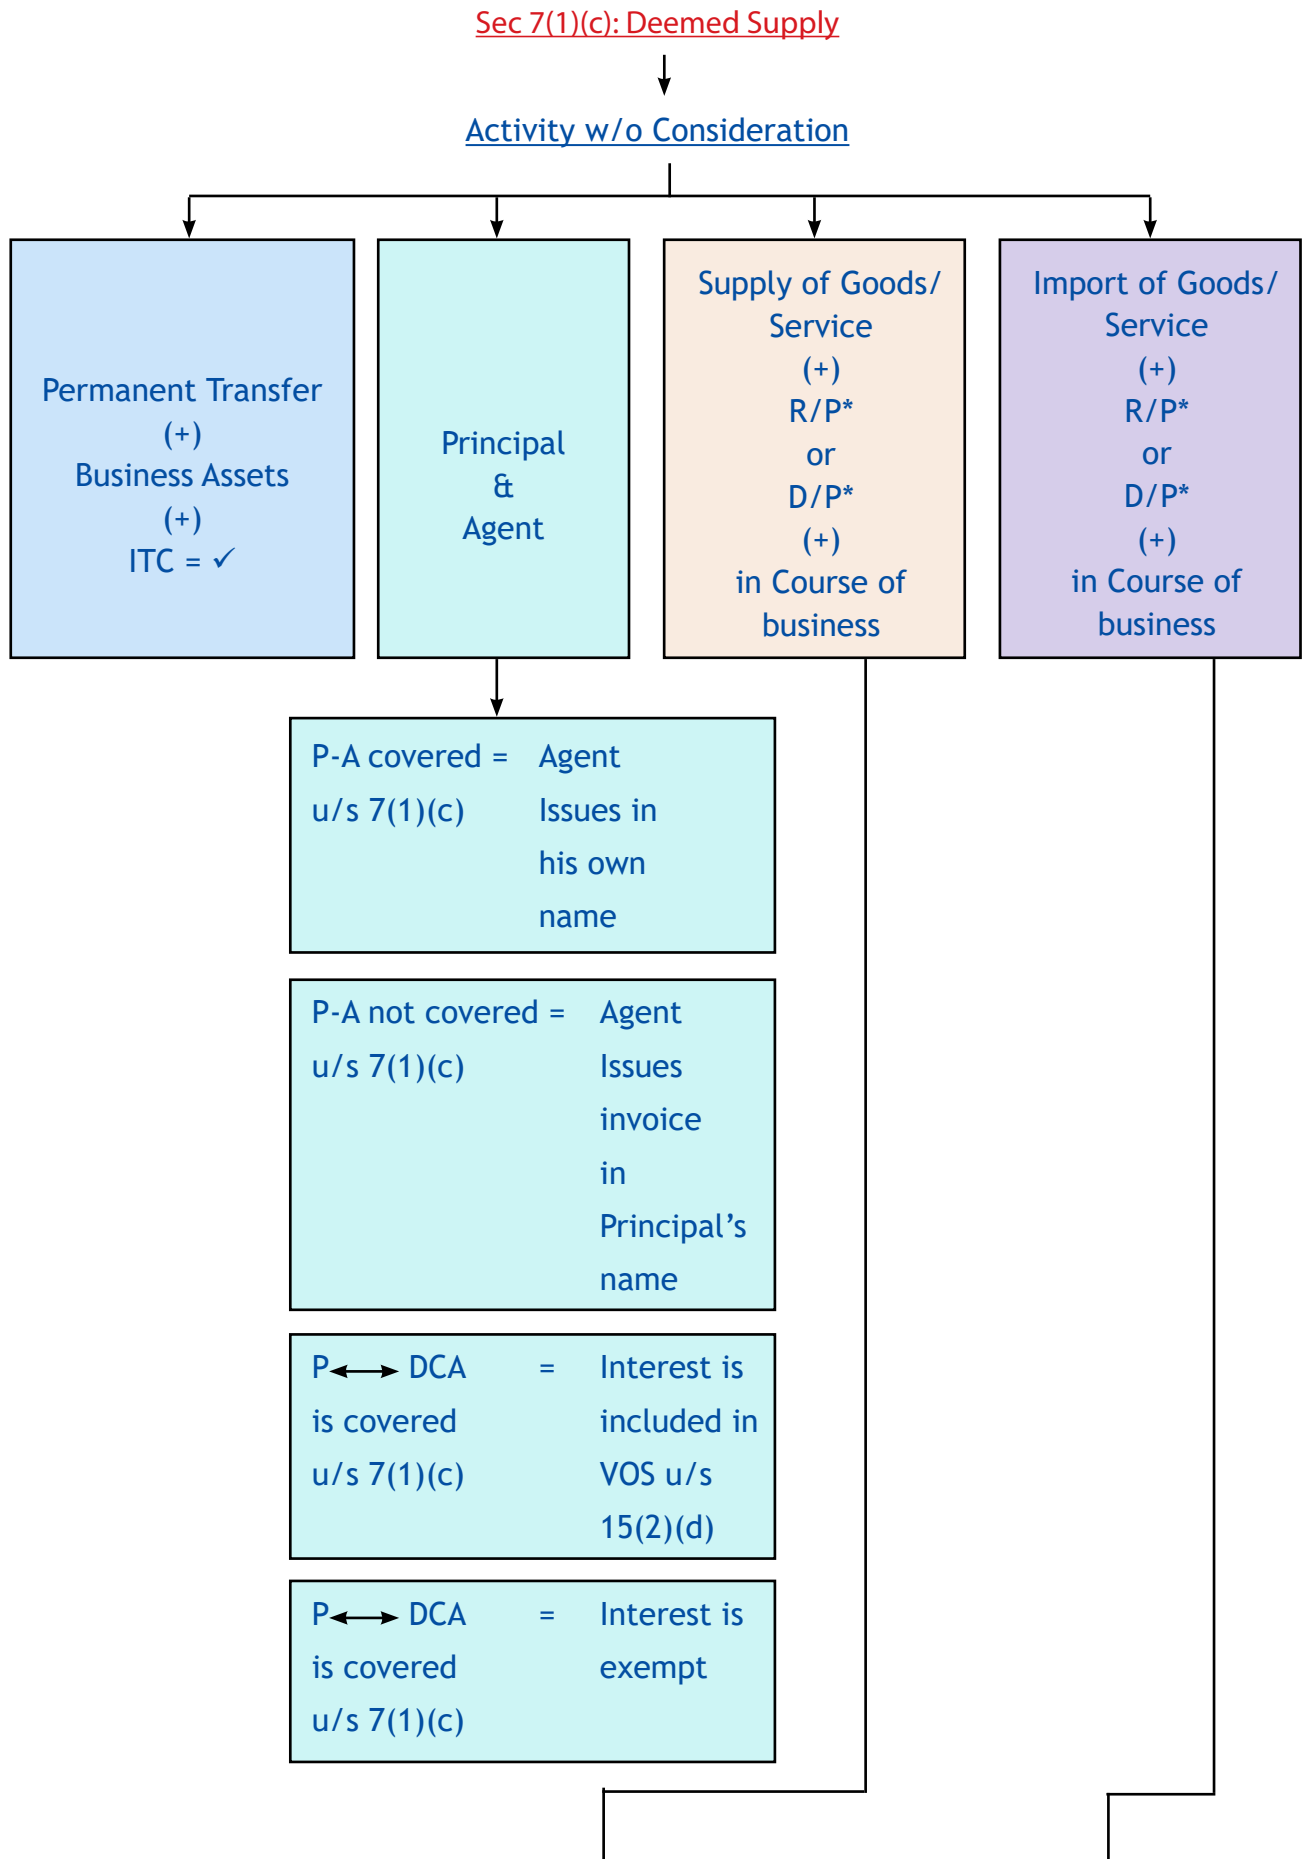 Sec 7(1)(c): Deemed Supply
Activity w/o Consideration
Permanent Transfer
(+)
Business Assets
(+)
ITC = ✓
Principal
&
Agent
Supply of Goods/
Service
(+)
R/P*
or
D/P*
(+)
in Course of
business
Import of Goods/
Service
(+)
R/P*
or
D/P*
(+)
in Course of
business
P-A covered = Agent
u/s 7(1)(c) Issues in
his own
name
P-A not covered = Agent
u/s 7(1)(c) Issues
invoice
in
Principal’s
name
P⟷ DCA = Interest is
is covered included in
u/s 7(1)(c) VOS u/s
15(2)(d)
P⟷ DCA = Interest is
is covered exempt
u/s 7(1)(c)